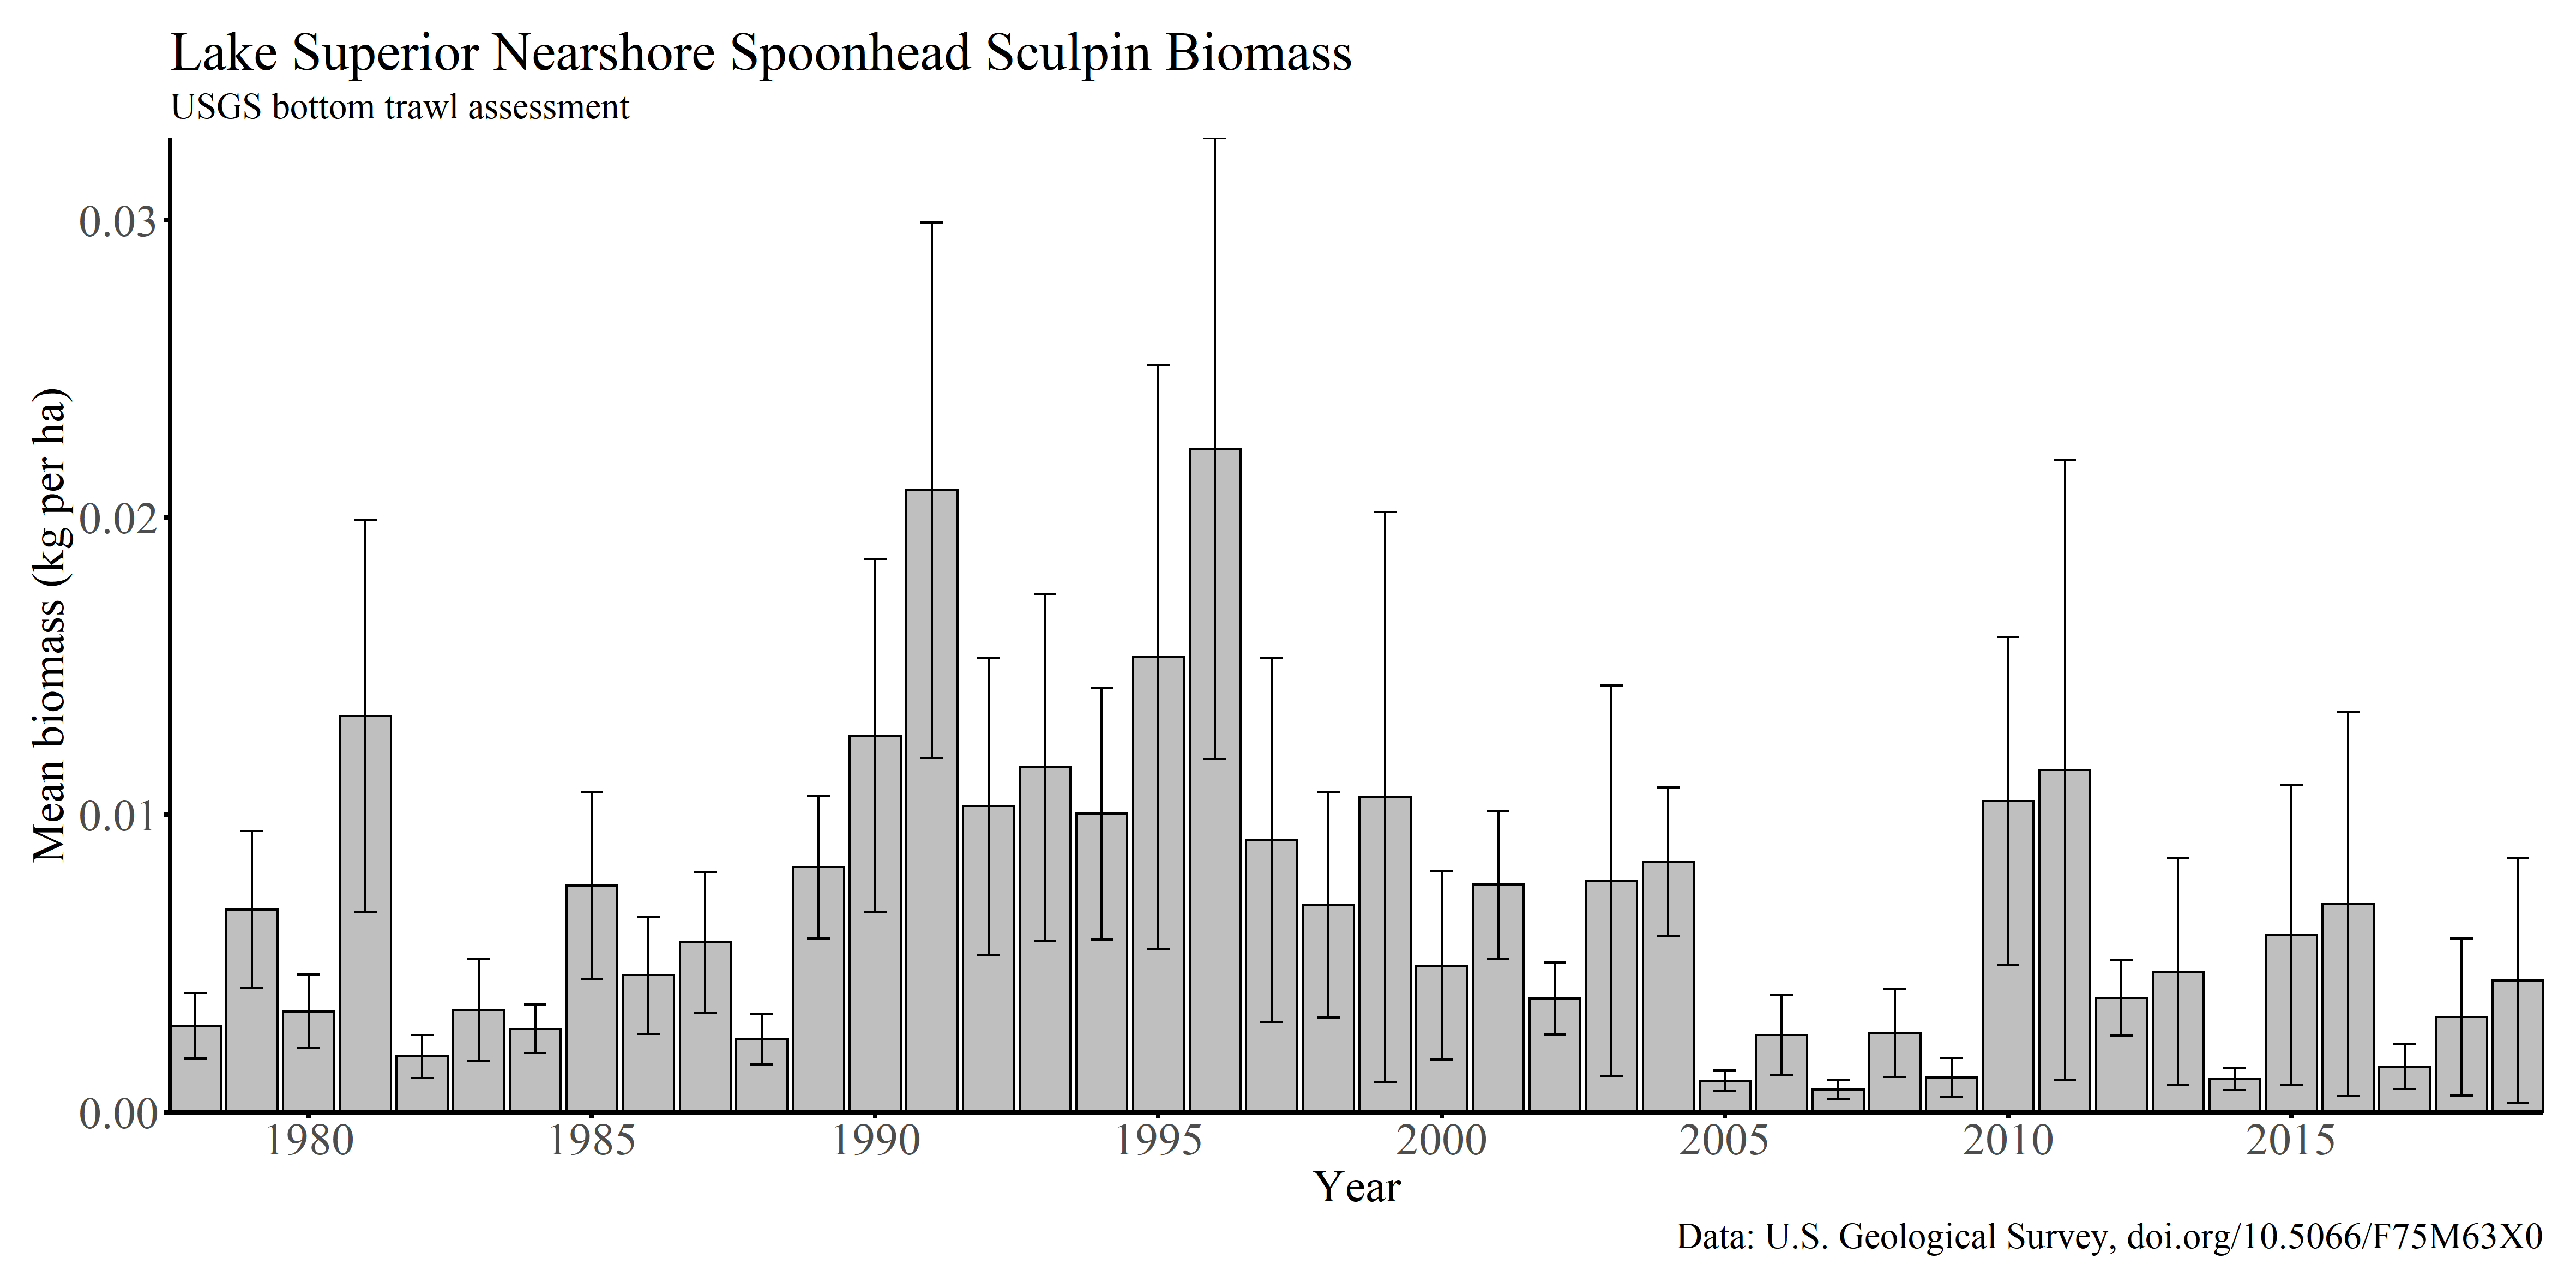 Lake Superior Nearshore Spoonhead Sculpin Biomass
USGS bottom trawl assessment
Mean biomass (kg per ha)
0.03
0.02
0.01
0.00
1980 1985 1990 1995 2000 2005 2010 2015
Year
Data: U.S. Geological Survey, doi.org/10.5066/F75M63X0